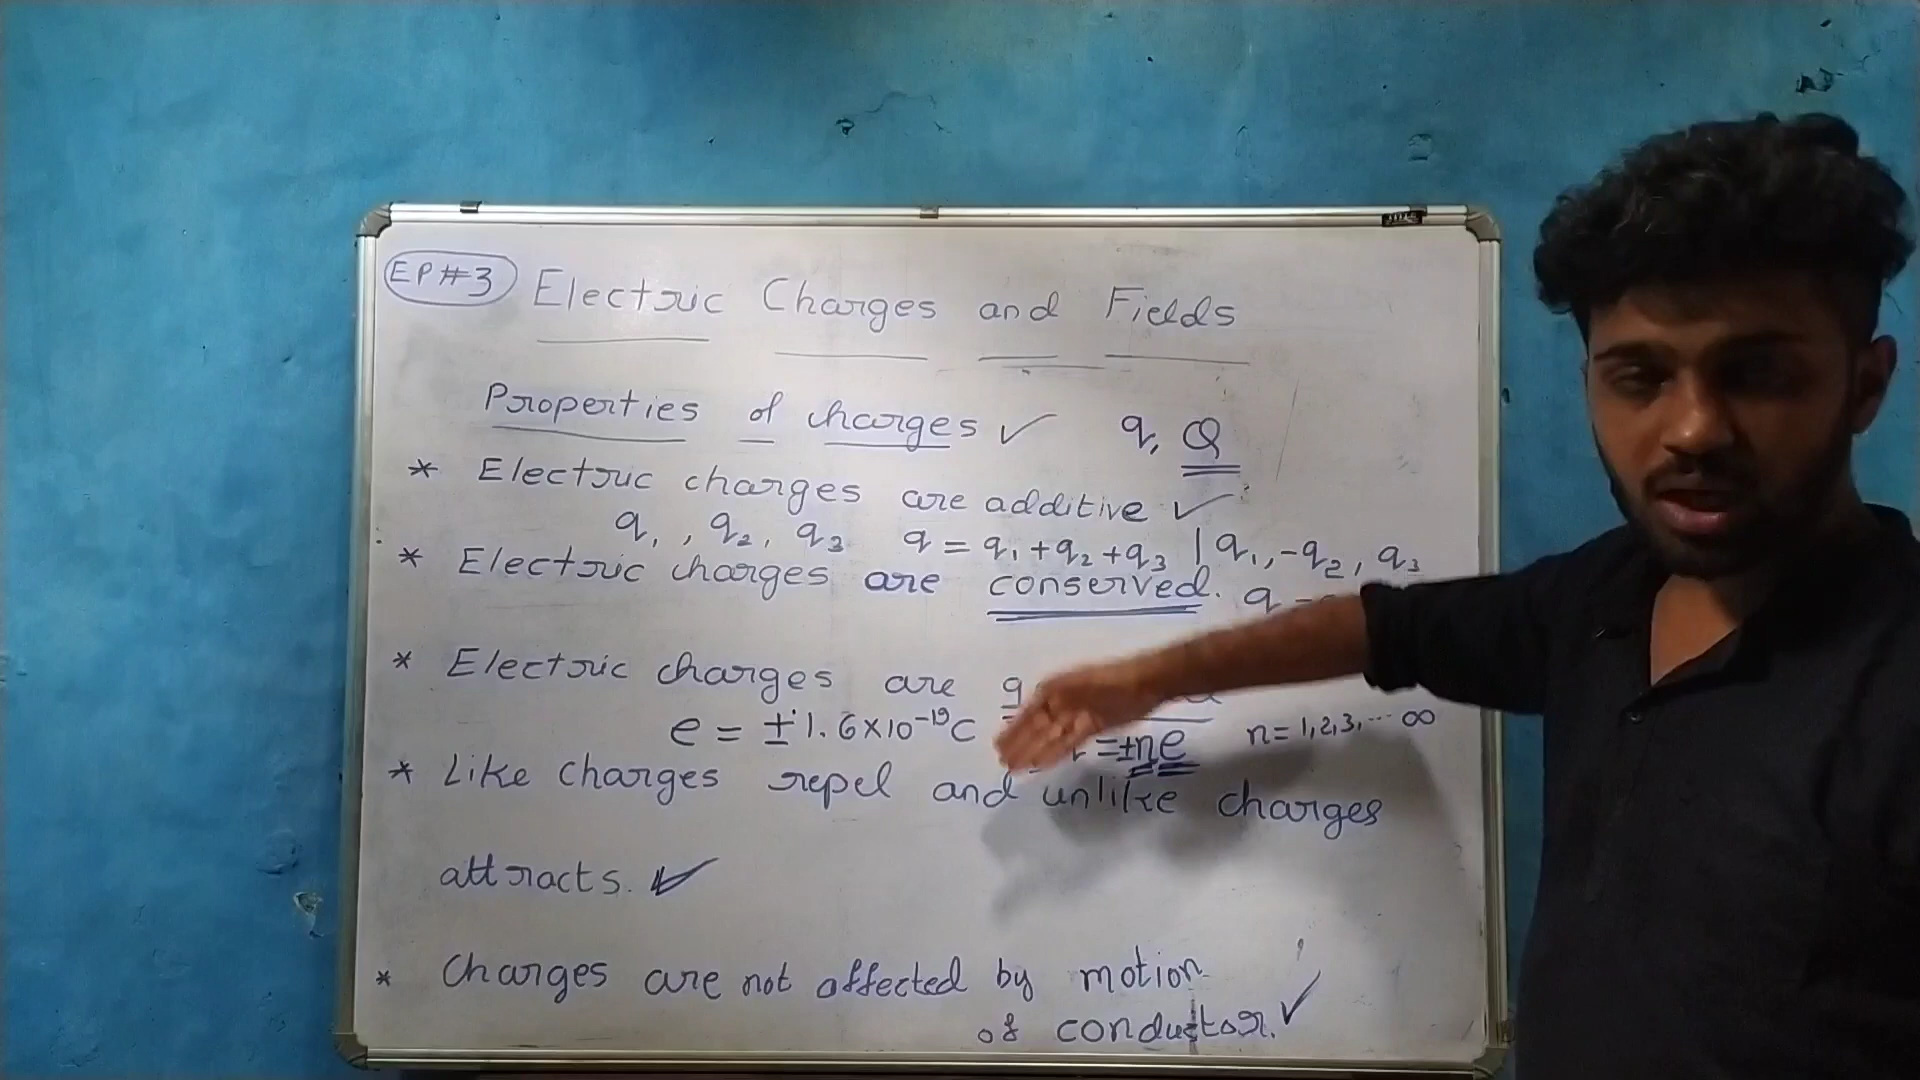 EP#3 Electric Charges and Fields
Properties of charges ✓ q, Q
* Electric charges are additive ✓
q₁, q₂, q₃ q = q₁ + q₂ + q₃ | q₁, -q₂, q₃
* Electric charges are conserved. q
* Electric charges are
e = ±1.6×10⁻¹⁹C = ±ne n = 1,2,3,... ∞
* Like charges repel and unlike charges
attracts. ✓
* Charges are not affected by motion
of conductor. ✓